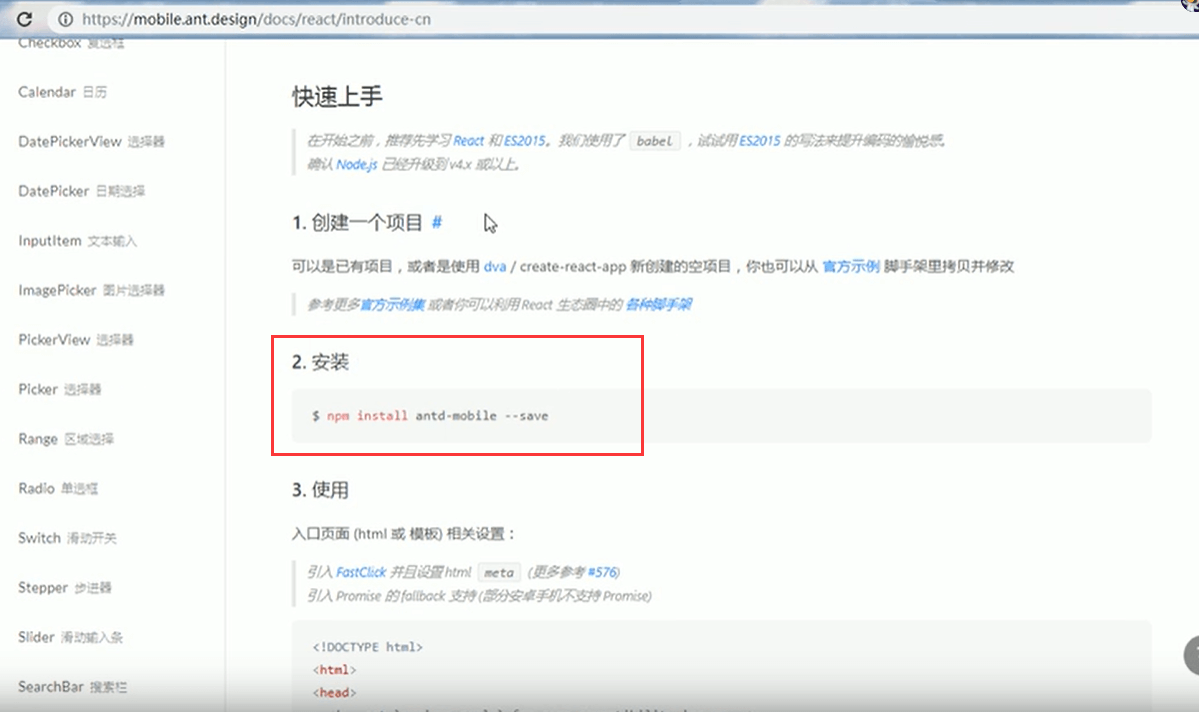 https://mobile.ant.design/docs/react/introduce-cn
Checkbox 复选框
Calendar 日历
DatePickerView 选择器
DatePicker 日期选择
InputItem 文本输入
ImagePicker 图片选择器
PickerView 选择器
Picker 选择器
Range 区域选择
Radio 单选框
Switch 滑动开关
Stepper 步进器
Slider 滑动输入条
SearchBar 搜索栏
快速上手
在开始之前，推荐先学习 React 和 ES2015。我们使用了 babel ，试试用 ES2015 的写法来提升编码的愉悦感。
确认 Node.js 已经升级到 v4.x 或以上。
1. 创建一个项目 #
可以是已有项目，或者是使用 dva / create-react-app 新创建的空项目，你也可以从 官方示例 脚手架里拷贝并修改
参考更多官方示例集 或者你可以利用 React 生态圈中的 各种脚手架
2. 安装
$ npm install antd-mobile --save
3. 使用
入口页面 (html 或 模板) 相关设置：
引入 FastClick 并且设置 html meta (更多参考 #576)
引入 Promise 的 fallback 支持 (部分安卓手机不支持 Promise)
<!DOCTYPE html>
<html>
<head>